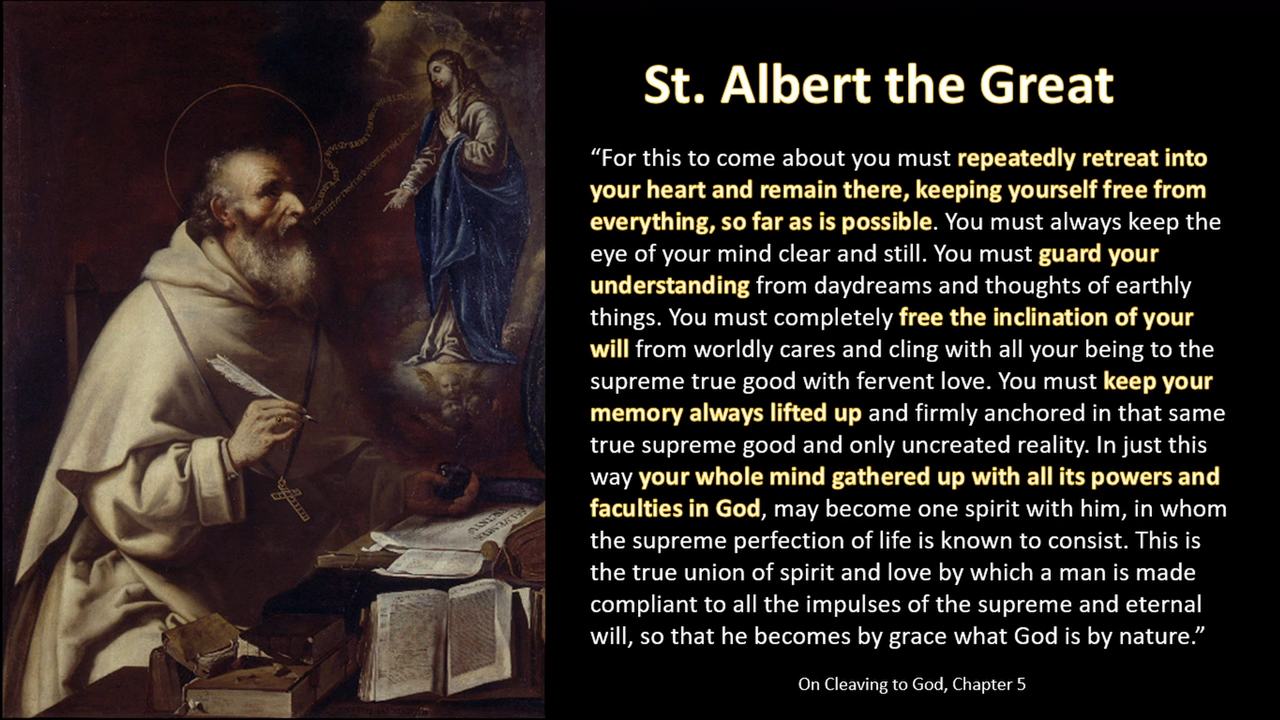 St. Albert the Great
“For this to come about you must repeatedly retreat into
your heart and remain there, keeping yourself free from
everything, so far as is possible. You must always keep the
eye of your mind clear and still. You must guard your
understanding from daydreams and thoughts of earthly
things. You must completely free the inclination of your
will from worldly cares and cling with all your being to the
supreme true good with fervent love. You must keep your
memory always lifted up and firmly anchored in that same
true supreme good and only uncreated reality. In just this
way your whole mind gathered up with all its powers and
faculties in God, may become one spirit with him, in whom
the supreme perfection of life is known to consist. This is
the true union of spirit and love by which a man is made
compliant to all the impulses of the supreme and eternal
will, so that he becomes by grace what God is by nature.”
On Cleaving to God, Chapter 5